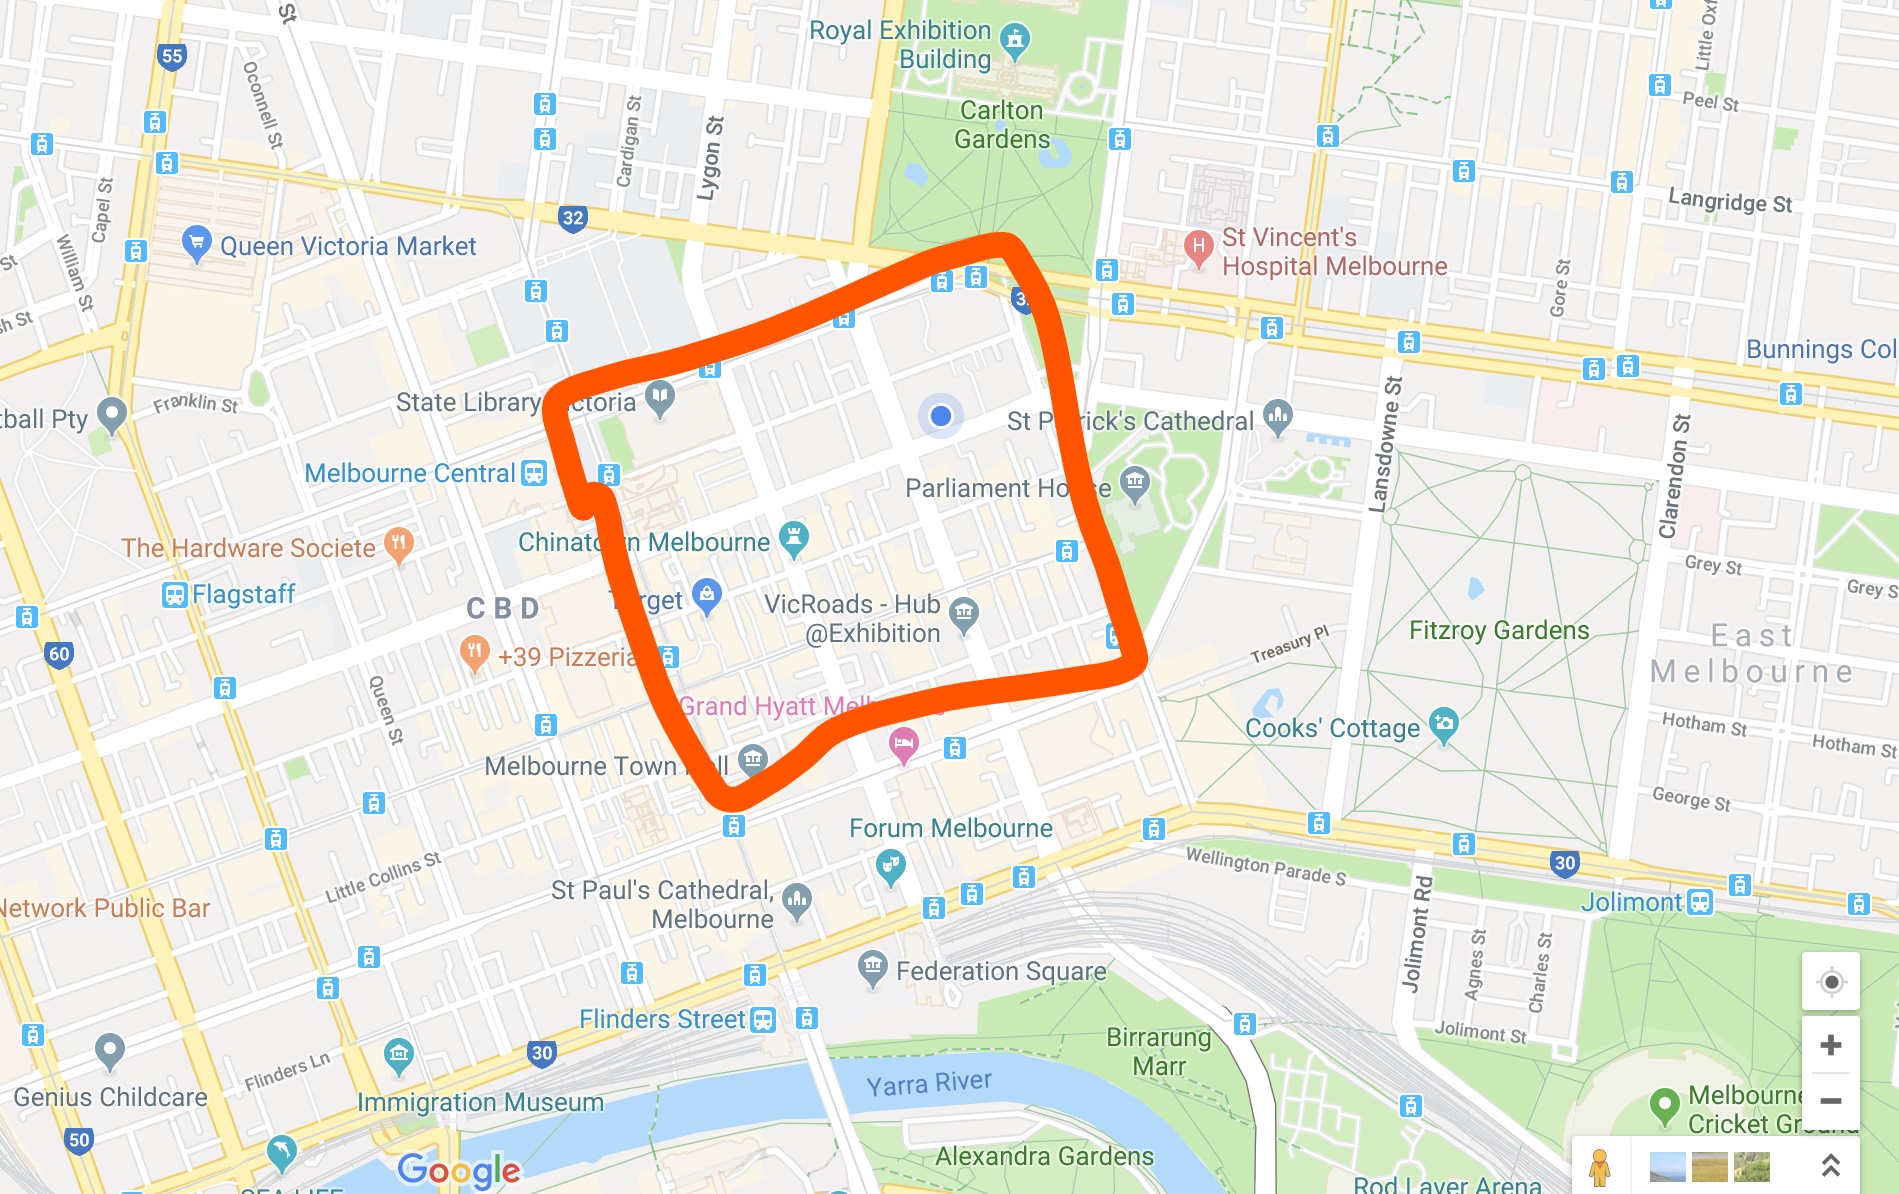 St
55
Oconnell St
Cardigan St
Lygon St
Royal Exhibition
Building
Carlton
Gardens
Little Oxf
Peel St
Langridge St
Capel St
William St
32
Queen Victoria Market
St Vincent's
Hospital Melbourne
Gore St
St
sh St
Bunnings Col
Franklin St
tball Pty
State Library Victoria
St Patrick's Cathedral
Lansdowne St
Clarendon St
Melbourne Central
Parliament House
The Hardware Societe
Chinatown Melbourne
Grey St
Grey S
Flagstaff
CBD
Target
VicRoads - Hub
@Exhibition
Treasury Pl
Fitzroy Gardens
East
Melbourne
60
+39 Pizzeria
Queen St
Grand Hyatt Melbourne
Cooks' Cottage
Hotham St
Hotham St
Melbourne Town Hall
George St
Forum Melbourne
Wellington Parade S
30
Little Collins St
St Paul's Cathedral,
Melbourne
Network Public Bar
Jolimont Rd
Jolimont
Agnes St
Charles St
Federation Square
Flinders Street
Jolimont St
Birrarung
Marr
30
Flinders Ln
Genius Childcare
Immigration Museum
Yarra River
Melbourne
Cricket Ground
50
Google
Alexandra Gardens
SEA LIFE
Rod Laver Arena